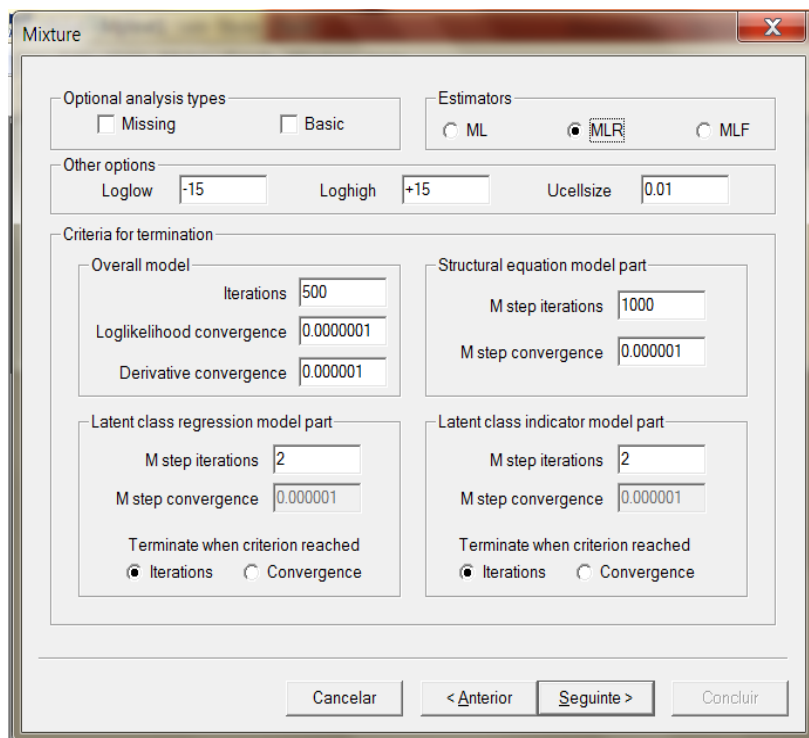 Mixture
X
Optional analysis types
Missing Basic
Estimators
ML MLR MLF
Other options
Loglow -15 Loghigh +15 Ucellsize 0.01
Criteria for termination
Overall model
Iterations 500
Loglikelihood convergence 0.0000001
Derivative convergence 0.000001
Structural equation model part
M step iterations 1000
M step convergence 0.000001
Latent class regression model part
M step iterations 2
M step convergence 0.000001
Terminate when criterion reached
Iterations Convergence
Latent class indicator model part
M step iterations 2
M step convergence 0.000001
Terminate when criterion reached
Iterations Convergence
Cancelar < Anterior Seguinte > Concluir